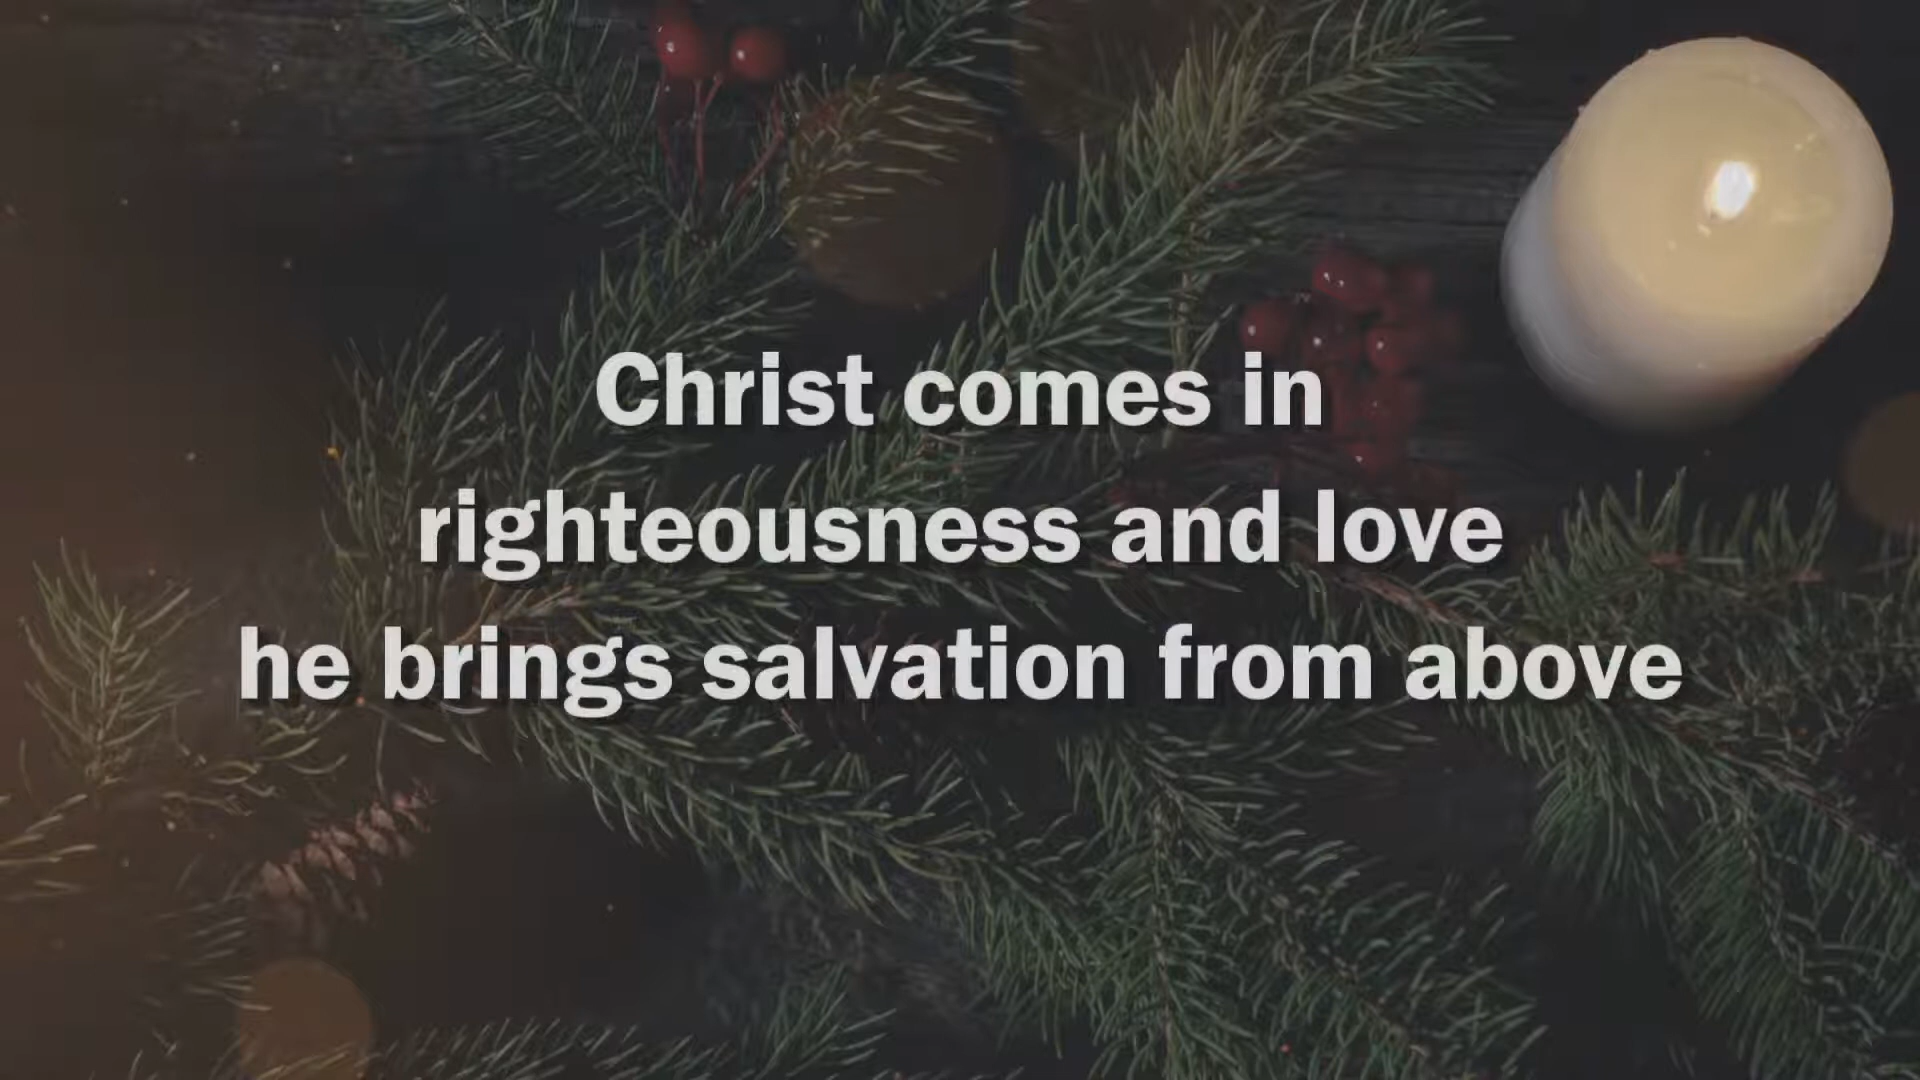 Christ comes in
righteousness and love
he brings salvation from above